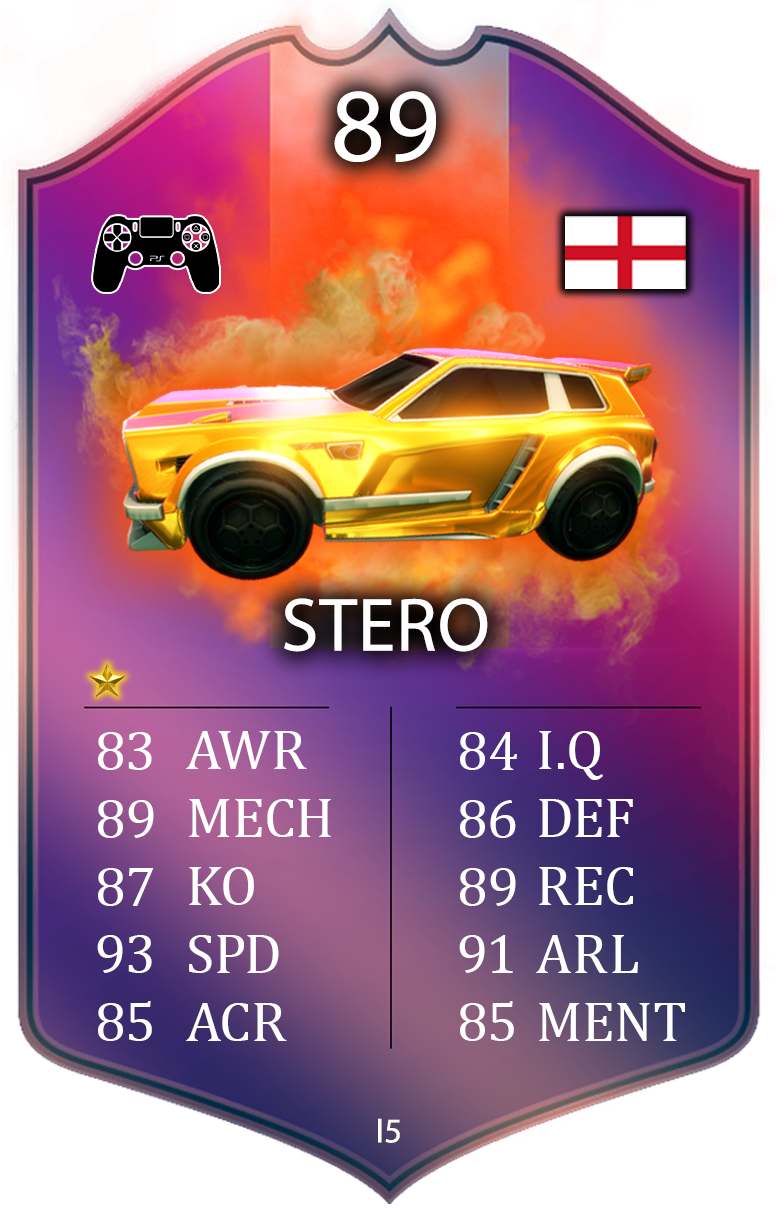 89
PS
STERO
83 AWR
89 MECH
87 KO
93 SPD
85 ACR
84 I.Q
86 DEF
89 REC
91 ARL
85 MENT
I5